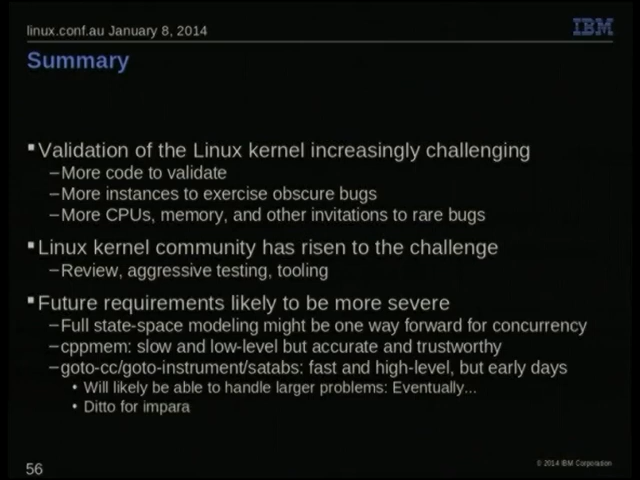 linux.conf.au January 8, 2014
IBM
Summary
Validation of the Linux kernel increasingly challenging
–More code to validate
–More instances to exercise obscure bugs
–More CPUs, memory, and other invitations to rare bugs
Linux kernel community has risen to the challenge
–Review, aggressive testing, tooling
Future requirements likely to be more severe
–Full state-space modeling might be one way forward for concurrency
–cppmem: slow and low-level but accurate and trustworthy
–goto-cc/goto-instrument/satabs: fast and high-level, but early days
• Will likely be able to handle larger problems: Eventually...
• Ditto for impara
56
© 2014 IBM Corporation